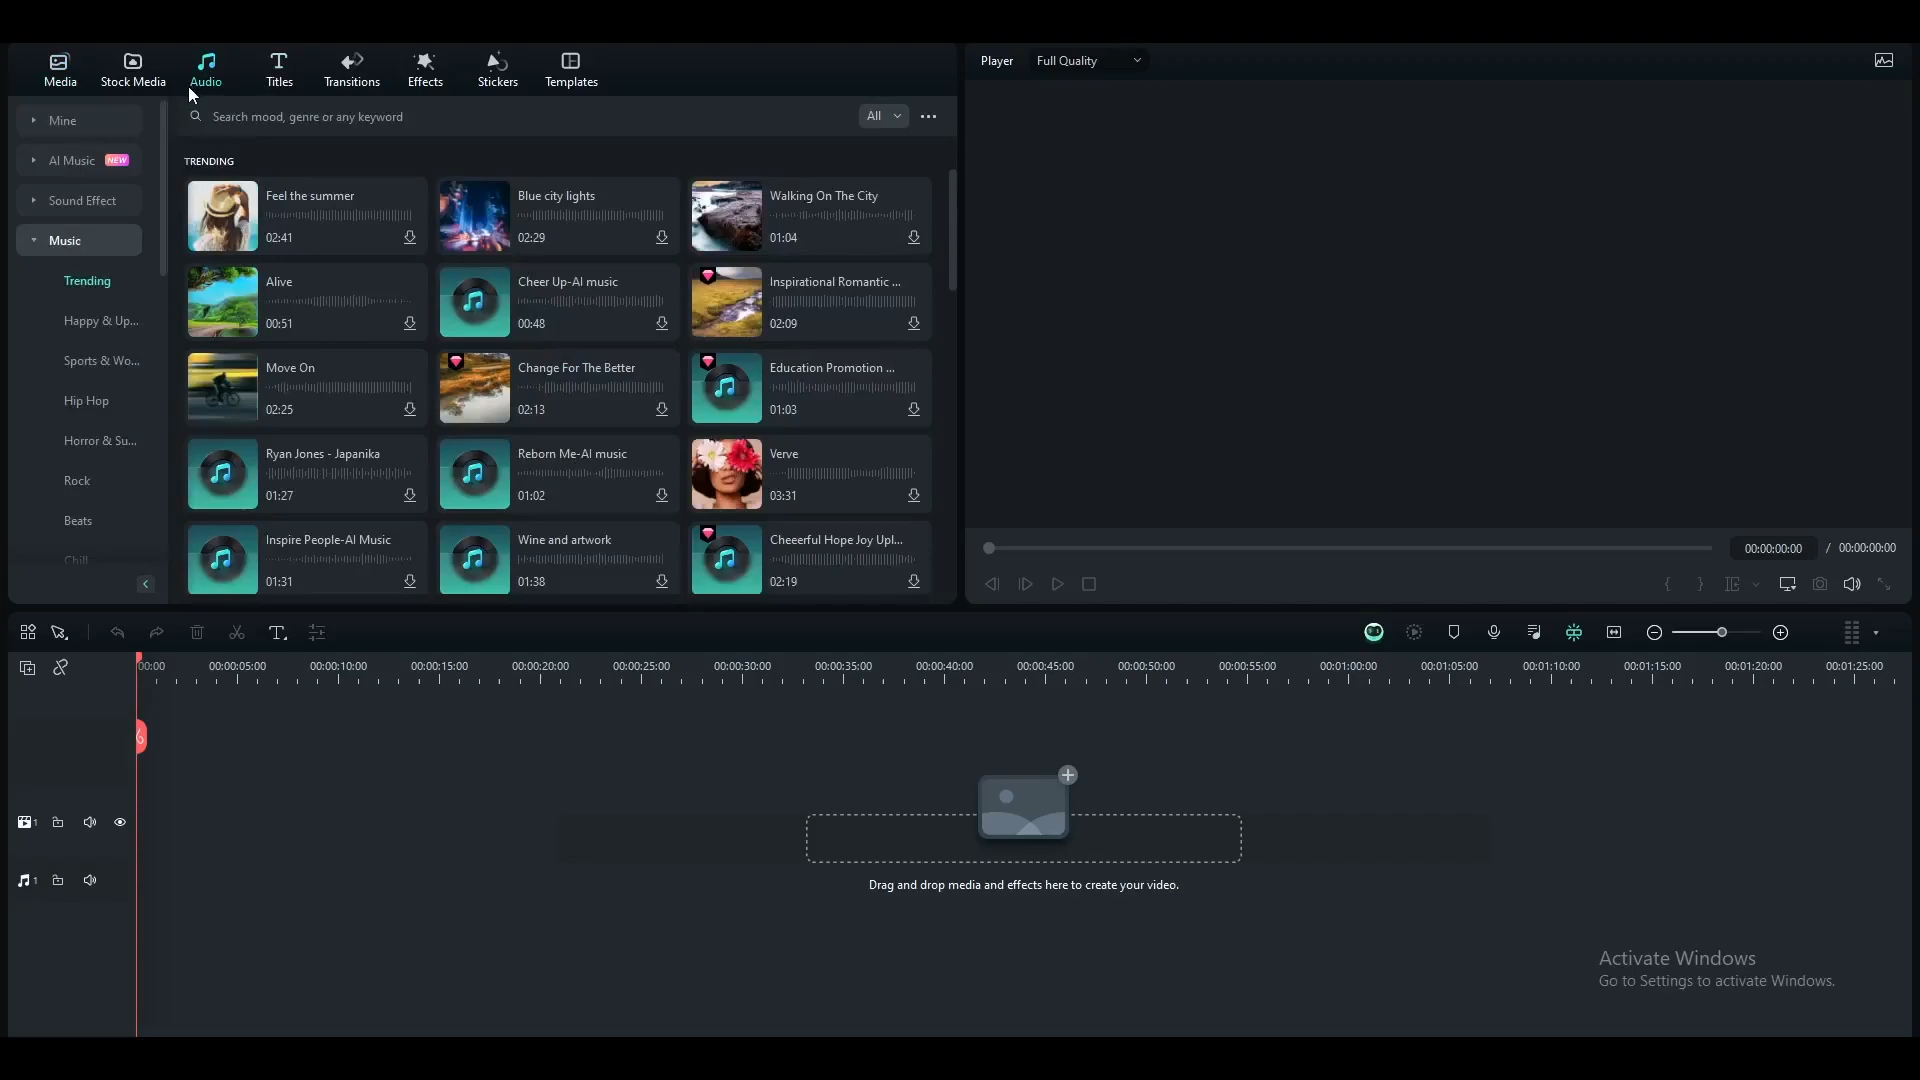 Media
Stock Media
Audio
Titles
Transitions
Effects
Stickers
Templates
Player
Full Quality
Mine
AI Music NEW
Sound Effect
Music
Trending
Happy & Up...
Sports & Wo...
Hip Hop
Horror & Su...
Rock
Beats
Chill
Search mood, genre or any keyword
All
TRENDING
Feel the summer
02:41
Blue city lights
02:29
Walking On The City
01:04
Alive
00:51
Cheer Up-AI music
00:48
Inspirational Romantic ...
02:09
Move On
02:25
Change For The Better
02:13
Education Promotion ...
01:03
Ryan Jones - Japanika
01:27
Reborn Me-AI music
01:02
Verve
03:31
Inspire People-AI Music
01:31
Wine and artwork
01:38
Cheeerful Hope Joy Upl...
02:19
00:00:00:00 / 00:00:00:00
00:00
00:00:05:00
00:00:10:00
00:00:15:00
00:00:20:00
00:00:25:00
00:00:30:00
00:00:35:00
00:00:40:00
00:00:45:00
00:00:50:00
00:00:55:00
00:01:00:00
00:01:05:00
00:01:10:00
00:01:15:00
00:01:20:00
00:01:25:00
1
1
Drag and drop media and effects here to create your video.
Activate Windows
Go to Settings to activate Windows.